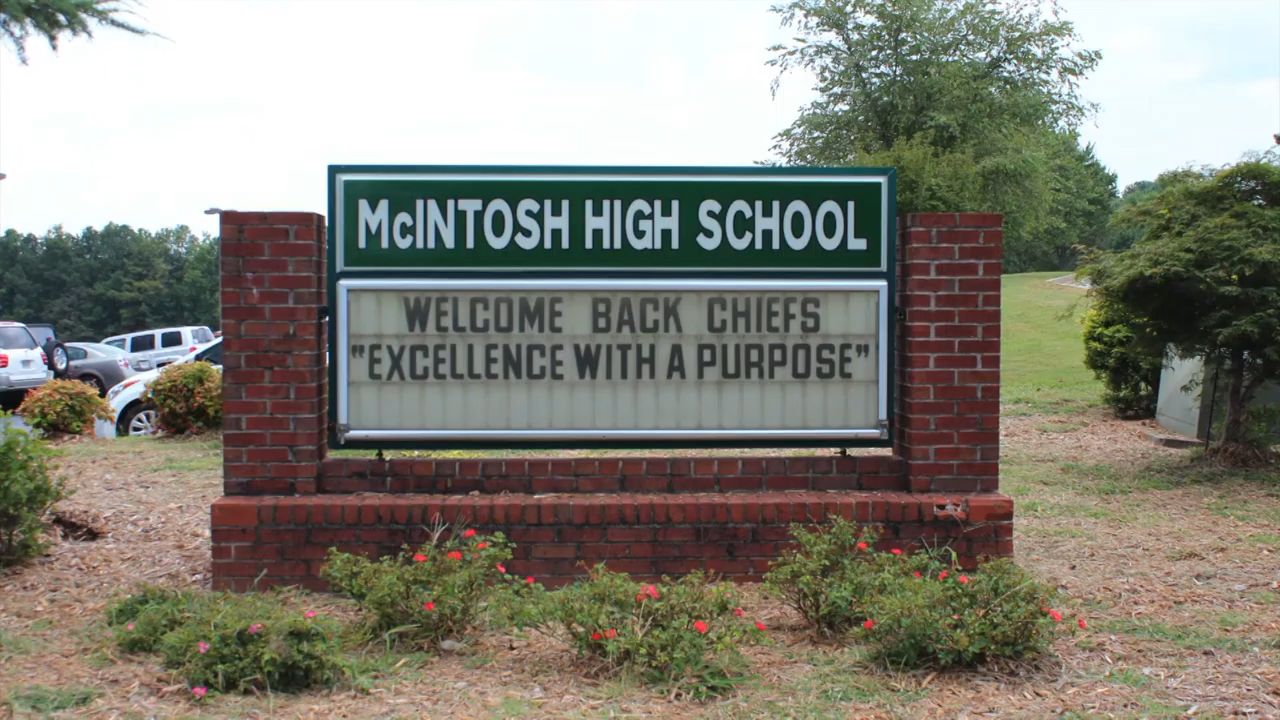 McINTOSH HIGH SCHOOL
WELCOME BACK CHIEFS
"EXCELLENCE WITH A PURPOSE"